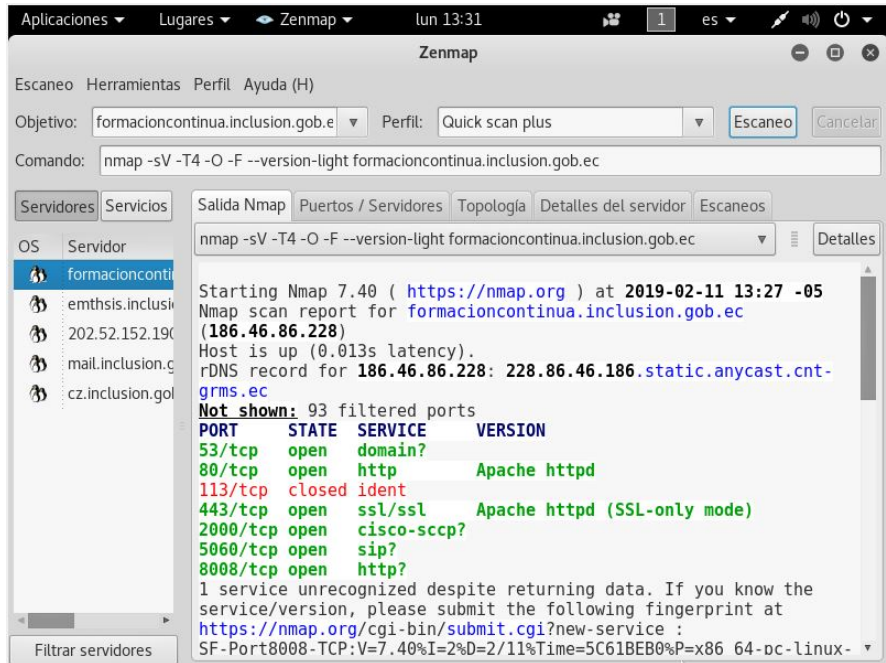 Aplicaciones Lugares Zenmap lun 13:31 1 es
Zenmap
Escaneo Herramientas Perfil Ayuda (H)
Objetivo: formacioncontinua.inclusion.gob.e Perfil: Quick scan plus Escaneo Cancelar
Comando: nmap -sV -T4 -O -F --version-light formacioncontinua.inclusion.gob.ec
Servidores Servicios
OS Servidor
formacionconti
emthsis.inclusi
202.52.152.190
mail.inclusion.g
cz.inclusion.gol
Filtrar servidores
Salida Nmap Puertos / Servidores Topología Detalles del servidor Escaneos
nmap -sV -T4 -O -F --version-light formacioncontinua.inclusion.gob.ec Detalles
Starting Nmap 7.40 ( https://nmap.org ) at 2019-02-11 13:27 -05
Nmap scan report for formacioncontinua.inclusion.gob.ec
(186.46.86.228)
Host is up (0.013s latency).
rDNS record for 186.46.86.228: 228.86.46.186.static.anycast.cnt-
grms.ec
Not shown: 93 filtered ports
PORT STATE SERVICE VERSION
53/tcp open domain?
80/tcp open http Apache httpd
113/tcp closed ident
443/tcp open ssl/ssl Apache httpd (SSL-only mode)
2000/tcp open cisco-sccp?
5060/tcp open sip?
8008/tcp open http?
1 service unrecognized despite returning data. If you know the
service/version, please submit the following fingerprint at
https://nmap.org/cgi-bin/submit.cgi?new-service :
SF-Port8008-TCP:V=7.40%I=2%D=2/11%Time=5C61BEB0%P=x86_64-pc-linux-